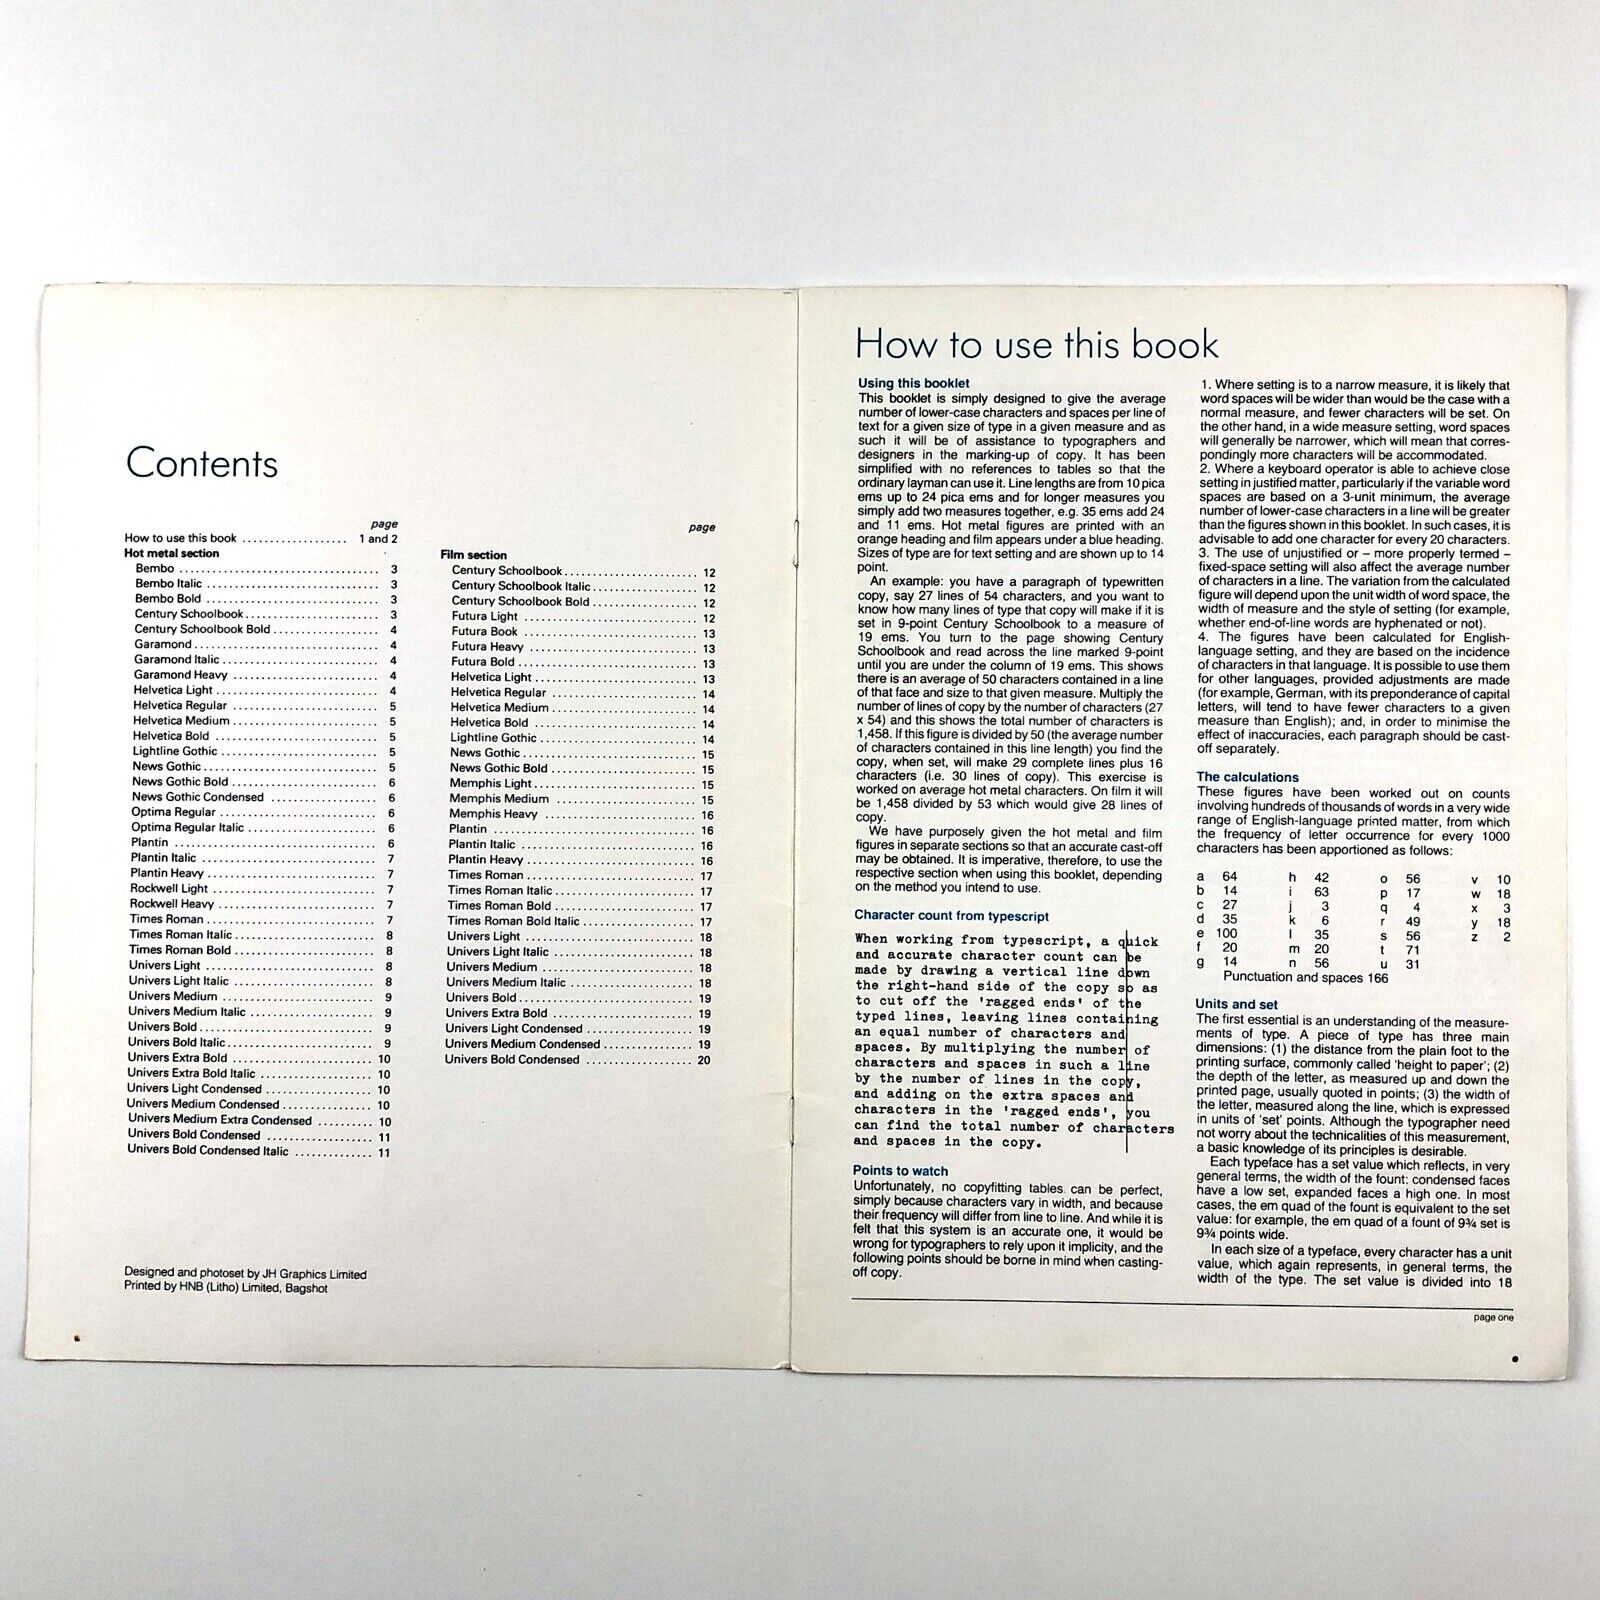 Contents
page
How to use this book .................. 1 and 2
Hot metal section
Bembo .................................. 3
Bembo Italic ............................. 3
Bembo Bold ............................. 3
Century Schoolbook ...................... 3
Century Schoolbook Bold .................. 4
Garamond ............................... 4
Garamond Italic .......................... 4
Garamond Heavy ......................... 4
Helvetica Light ........................... 4
Helvetica Regular ........................ 5
Helvetica Medium ........................ 5
Helvetica Bold ........................... 5
Lightline Gothic .......................... 5
News Gothic ............................. 5
News Gothic Bold ........................ 6
News Gothic Condensed .................. 6
Optima Regular .......................... 6
Optima Regular Italic ..................... 6
Plantin .................................. 6
Plantin Italic ............................. 7
Plantin Heavy ............................ 7
Rockwell Light ........................... 7
Rockwell Heavy .......................... 7
Times Roman ............................ 7
Times Roman Italic ....................... 8
Times Roman Bold ....................... 8
Univers Light ............................ 8
Univers Light Italic ....................... 8
Univers Medium ......................... 9
Univers Medium Italic .................... 9
Univers Bold ............................. 9
Univers Bold Italic ........................ 9
Univers Extra Bold ....................... 10
Univers Extra Bold Italic .................. 10
Univers Light Condensed ................. 10
Univers Medium Condensed .............. 10
Univers Medium Extra Condensed ........ 10
Univers Bold Condensed ................. 11
Univers Bold Condensed Italic ............ 11
page
Film section
Century Schoolbook ...................... 12
Century Schoolbook Italic ................. 12
Century Schoolbook Bold .................. 12
Futura Light ............................. 12
Futura Book ............................. 13
Futura Heavy ............................ 13
Futura Bold .............................. 13
Helvetica Light ........................... 13
Helvetica Regular ........................ 14
Helvetica Medium ........................ 14
Helvetica Bold ........................... 14
Lightline Gothic .......................... 14
News Gothic ............................. 15
News Gothic Bold ........................ 15
Memphis Light ........................... 15
Memphis Medium ........................ 15
Memphis Heavy ......................... 16
Plantin .................................. 16
Plantin Italic ............................. 16
Plantin Heavy ............................ 16
Times Roman ............................ 17
Times Roman Italic ....................... 17
Times Roman Bold ....................... 17
Times Roman Bold Italic .................. 17
Univers Light ............................ 18
Univers Light Italic ....................... 18
Univers Medium ......................... 18
Univers Medium Italic .................... 18
Univers Bold ............................. 19
Univers Extra Bold ....................... 19
Univers Light Condensed ................. 19
Univers Medium Condensed .............. 19
Univers Bold Condensed ................. 20
Designed and photoset by JH Graphics Limited
Printed by HNB (Litho) Limited, Bagshot
How to use this book
Using this booklet
This booklet is simply designed to give the average
number of lower-case characters and spaces per line of
text for a given size of type in a given measure and as
such it will be of assistance to typographers and
designers in the marking-up of copy. It has been
simplified with no references to tables so that the
ordinary layman can use it. Line lengths are from 10 pica
ems up to 24 pica ems and for longer measures you
simply add two measures together, e.g. 35 ems add 24
and 11 ems. Hot metal figures are printed with an
orange heading and film appears under a blue heading.
Sizes of type are for text setting and are shown up to 14
point.
An example: you have a paragraph of typewritten
copy, say 27 lines of 54 characters, and you want to
know how many lines of type that copy will make if it is
set in 9-point Century Schoolbook to a measure of
19 ems. You turn to the page showing Century
Schoolbook and read across the line marked 9-point
until you are under the column of 19 ems. This shows
there is an average of 50 characters contained in a line
of that face and size to that given measure. Multiply the
number of lines of copy by the number of characters (27
x 54) and this shows the total number of characters is
1,458. If this figure is divided by 50 (the average number
of characters contained in this line length) you find the
copy, when set, will make 29 complete lines plus 16
characters (i.e. 30 lines of copy). This exercise is
worked on average hot metal characters. On film it will
be 1,458 divided by 53 which would give 28 lines of
copy.
We have purposely given the hot metal and film
figures in separate sections so that an accurate cast-off
may be obtained. It is imperative, therefore, to use the
respective section when using this booklet, depending
on the method you intend to use.
Character count from typescript
When working from typescript, a quick
and accurate character count can be
made by drawing a vertical line down
the right-hand side of the copy so as
to cut off the 'ragged ends' of the
typed lines, leaving lines containing
an equal number of characters and
spaces. By multiplying the number of
characters and spaces in such a line
by the number of lines in the copy,
and adding on the extra spaces and
characters in the 'ragged ends', you
can find the total number of characters
and spaces in the copy.
Points to watch
Unfortunately, no copyfitting tables can be perfect,
simply because characters vary in width, and because
their frequency will differ from line to line. And while it is
felt that this system is an accurate one, it would be
wrong for typographers to rely upon it implicity, and the
following points should be borne in mind when casting-
off copy.
1. Where setting is to a narrow measure, it is likely that
word spaces will be wider than would be the case with a
normal measure, and fewer characters will be set. On
the other hand, in a wide measure setting, word spaces
will generally be narrower, which will mean that corres-
pondingly more characters will be accommodated.
2. Where a keyboard operator is able to achieve close
setting in justified matter, particularly if the variable word
spaces are based on a 3-unit minimum, the average
number of lower-case characters in a line will be greater
than the figures shown in this booklet. In such cases, it is
advisable to add one character for every 20 characters.
3. The use of unjustified or – more properly termed –
fixed-space setting will also affect the average number
of characters in a line. The variation from the calculated
figure will depend upon the unit width of word space, the
width of measure and the style of setting (for example,
whether end-of-line words are hyphenated or not).
4. The figures have been calculated for English-
language setting, and they are based on the incidence
of characters in that language. It is possible to use them
for other languages, provided adjustments are made
(for example, German, with its preponderance of capital
letters, will tend to have fewer characters to a given
measure than English); and, in order to minimise the
effect of inaccuracies, each paragraph should be cast-
off separately.
The calculations
These figures have been worked out on counts
involving hundreds of thousands of words in a very wide
range of English-language printed matter, from which
the frequency of letter occurrence for every 1000
characters has been apportioned as follows:
a 64 h 42 o 56 v 10
b 14 i 63 p 17 w 18
c 27 j 3 q 4 x 3
d 35 k 6 r 49 y 18
e 100 l 35 s 56 z 2
f 20 m 20 t 71
g 14 n 56 u 31
Punctuation and spaces 166
Units and set
The first essential is an understanding of the measure-
ments of type. A piece of type has three main
dimensions: (1) the distance from the plain foot to the
printing surface, commonly called 'height to paper'; (2)
the depth of the letter, as measured up and down the
printed page, usually quoted in points; (3) the width of
the letter, measured along the line, which is expressed
in units of 'set' points. Although the typographer need
not worry about the technicalities of this measurement,
a basic knowledge of its principles is desirable.
Each typeface has a set value which reflects, in very
general terms, the width of the fount: condensed faces
have a low set, expanded faces a high one. In most
cases, the em quad of the fount is equivalent to the set
value: for example, the em quad of a fount of 9¾ set is
9¾ points wide.
In each size of a typeface, every character has a unit
value, which again represents, in general terms, the
width of the type. The set value is divided into 18
page one